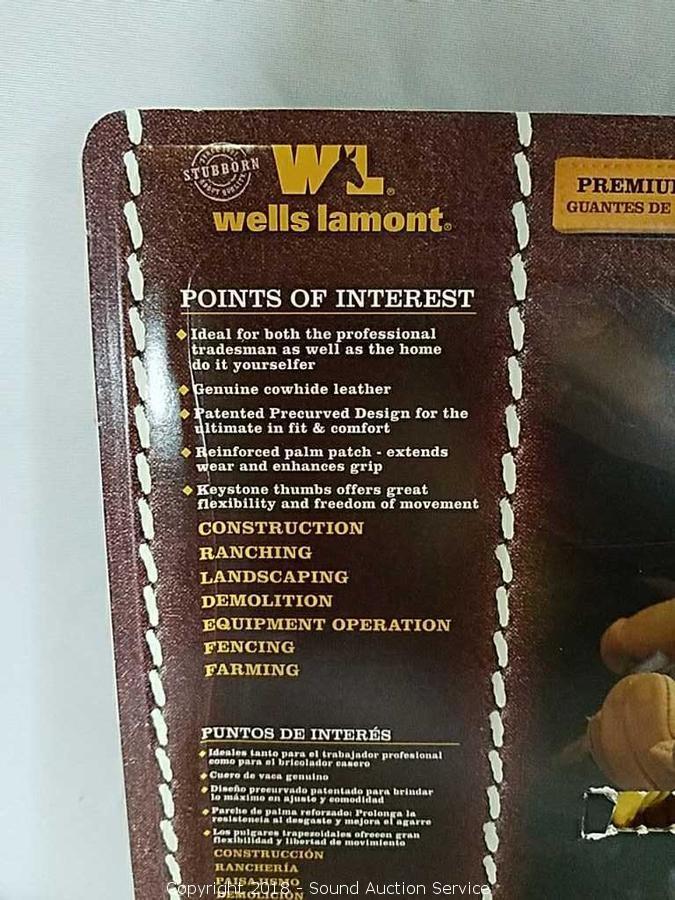 STUBBORN
WL®
wells lamont®
PREMIUM
GUANTES DE
POINTS OF INTEREST
Ideal for both the professional
tradesman as well as the home
do it yourselfer
Genuine cowhide leather
Patented Precurved Design for the
ultimate in fit & comfort
Reinforced palm patch - extends
wear and enhances grip
Keystone thumbs offers great
flexibility and freedom of movement
CONSTRUCTION
RANCHING
LANDSCAPING
DEMOLITION
EQUIPMENT OPERATION
FENCING
FARMING
PUNTOS DE INTERÉS
Ideales tanto para el trabajador profesional
como para el bricolador casero
Cuero de vaca genuino
Diseño precurvado patentado para brindar
lo máximo en ajuste y comodidad
Parche de palma reforzado: Prolonga la
resistencia al desgaste y mejora el agarre
Los pulgares trapezoidales ofrecen gran
flexibilidad y libertad de movimiento
CONSTRUCCIÓN
RANCHERÍA
PAISAJISMO
DEMOLICIÓN
Copyright 2018 - Sound Auction Service